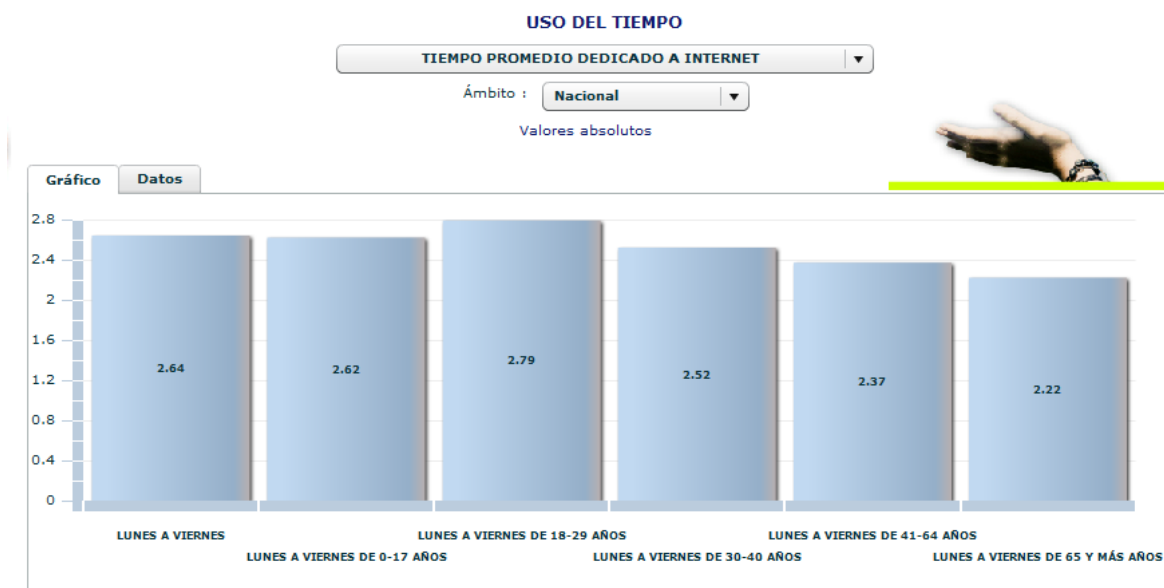 USO DEL TIEMPO
TIEMPO PROMEDIO DEDICADO A INTERNET
Ámbito : Nacional
Valores absolutos
Gráfico Datos
2.8
2.4
2
1.6
1.2
0.8
0.4
0
2.64 2.62 2.79 2.52 2.37 2.22
LUNES A VIERNES LUNES A VIERNES DE 18-29 AÑOS LUNES A VIERNES DE 41-64 AÑOS
LUNES A VIERNES DE 0-17 AÑOS LUNES A VIERNES DE 30-40 AÑOS LUNES A VIERNES DE 65 Y MÁS AÑOS